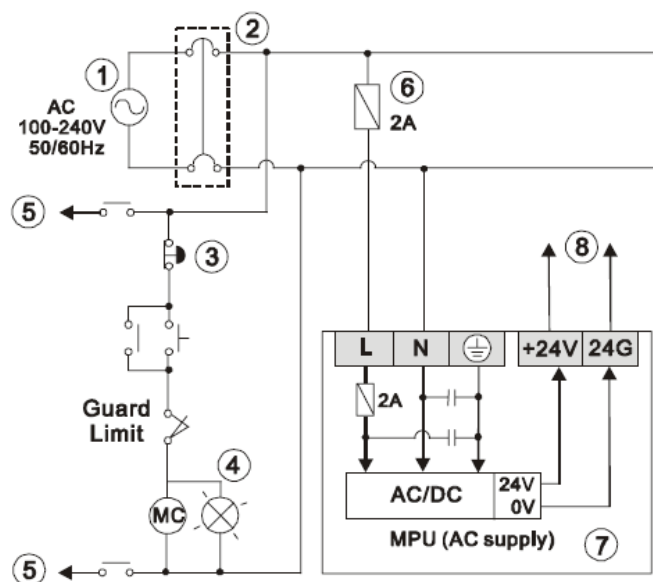 ①
②
AC
100-240V
50/60Hz
⑥
2A
⑤
③
⑧
L N +24V 24G
2A
Guard
Limit
④
AC/DC
24V
0V
MC
MPU (AC supply)
⑦
⑤